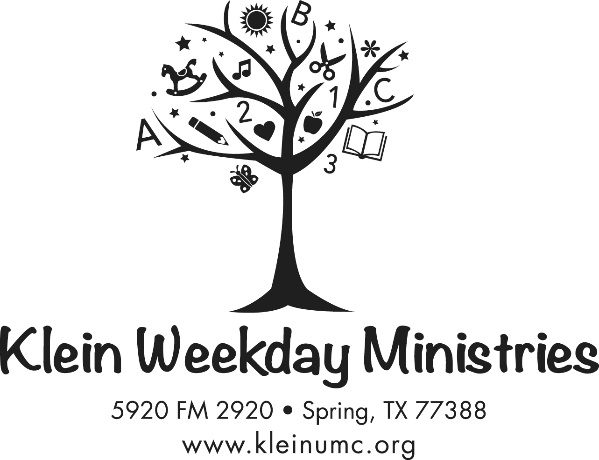 B
1
C
2
A
3
Klein Weekday Ministries
5920 FM 2920 • Spring, TX 77388
www.kleinumc.org